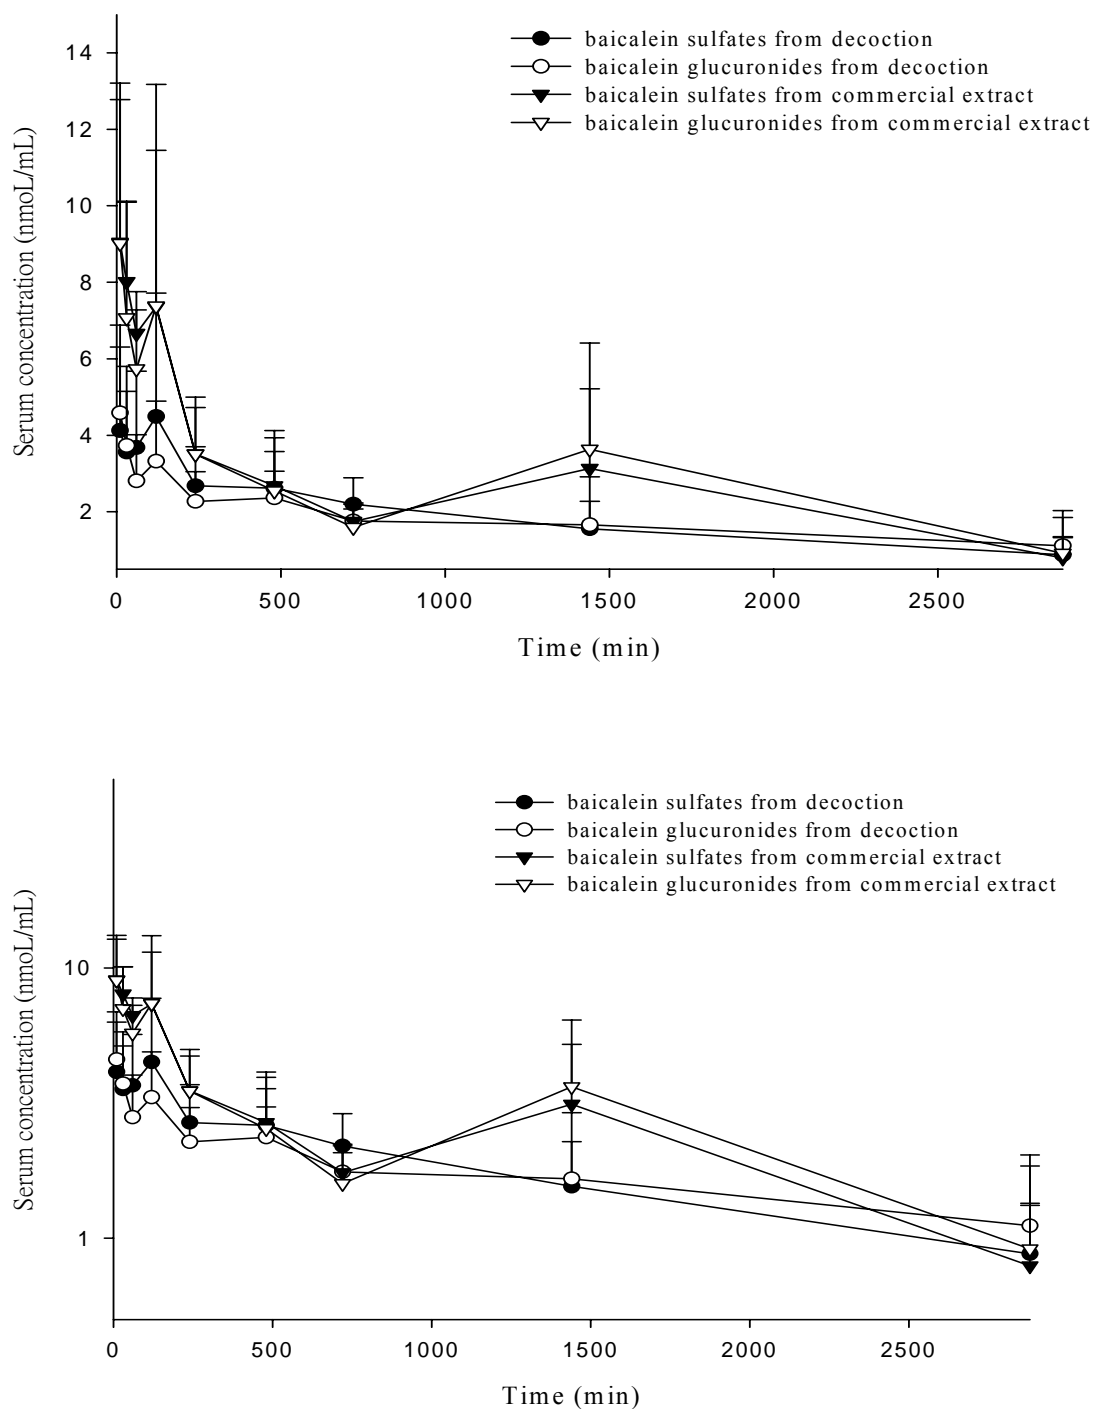 14
12
10
8
6
4
2
Serum concentration (nmoL/mL)
baicalein sulfates from decoction
baicalein glucuronides from decoction
baicalein sulfates from commercial extract
baicalein glucuronides from commercial extract
0 500 1000 1500 2000 2500
Time (min)
10
1
Serum concentration (nmoL/mL)
baicalein sulfates from decoction
baicalein glucuronides from decoction
baicalein sulfates from commercial extract
baicalein glucuronides from commercial extract
0 500 1000 1500 2000 2500
Time (min)